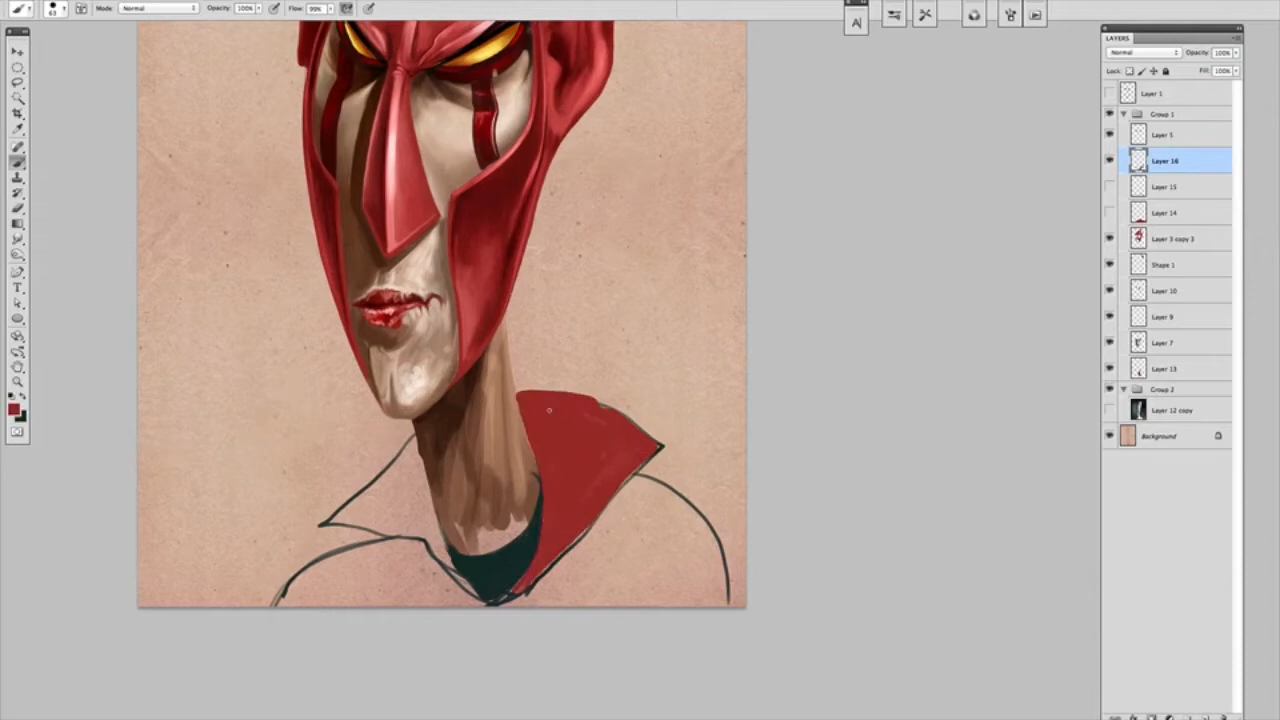 63
Mode: Normal
Opacity: 100%
Flow: 99%
A|
LAYERS
Normal
Opacity: 100%
Lock:
Fill: 100%
Layer 1
Group 1
Layer 5
Layer 16
Layer 15
Layer 14
Layer 3 copy 3
Shape 1
Layer 10
Layer 9
Layer 7
Layer 13
Group 2
Layer 12 copy
Background
T